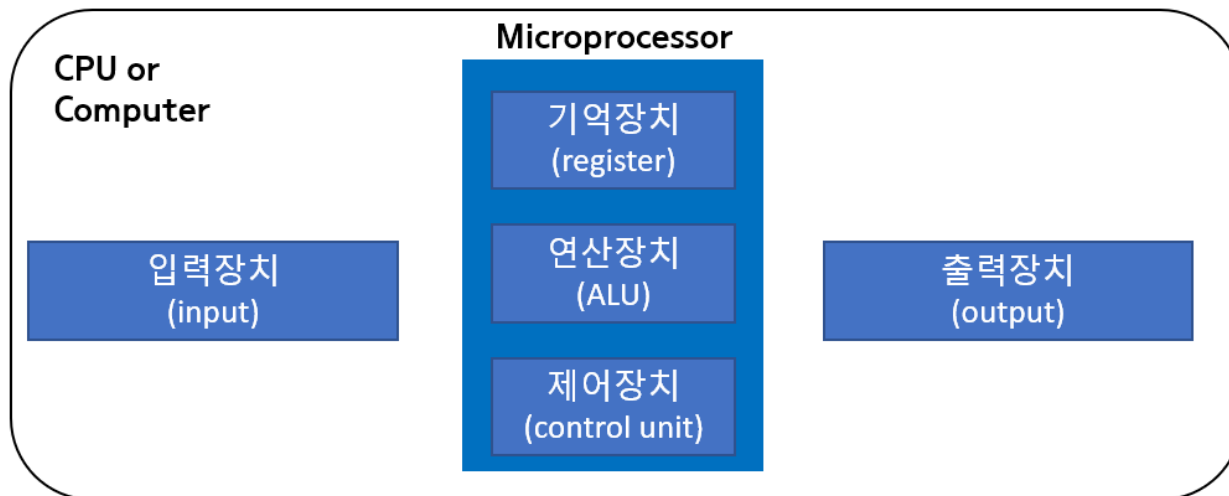 Microprocessor
CPU or
Computer
기억장치
(register)
입력장치
(input)
연산장치
(ALU)
출력장치
(output)
제어장치
(control unit)